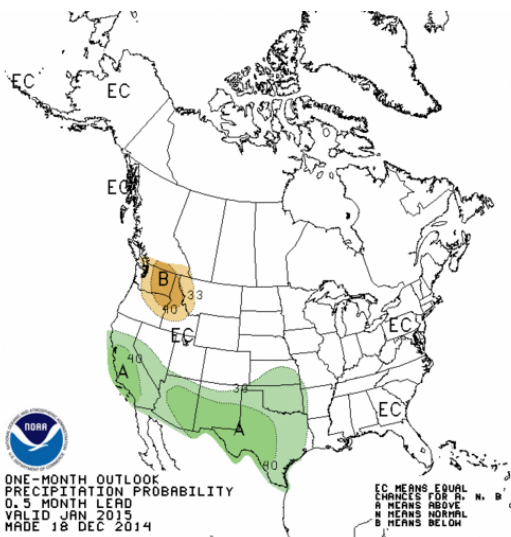 EC
EC
EC
B
33
40
EC
EC
40
A
33
EC
A
40
NOAA
ONE-MONTH OUTLOOK
PRECIPITATION PROBABILITY
0.5 MONTH LEAD
VALID JAN 2015
MADE 18 DEC 2014
EC MEANS EQUAL
CHANCES FOR A, N, B
A MEANS ABOVE
N MEANS NORMAL
B MEANS BELOW